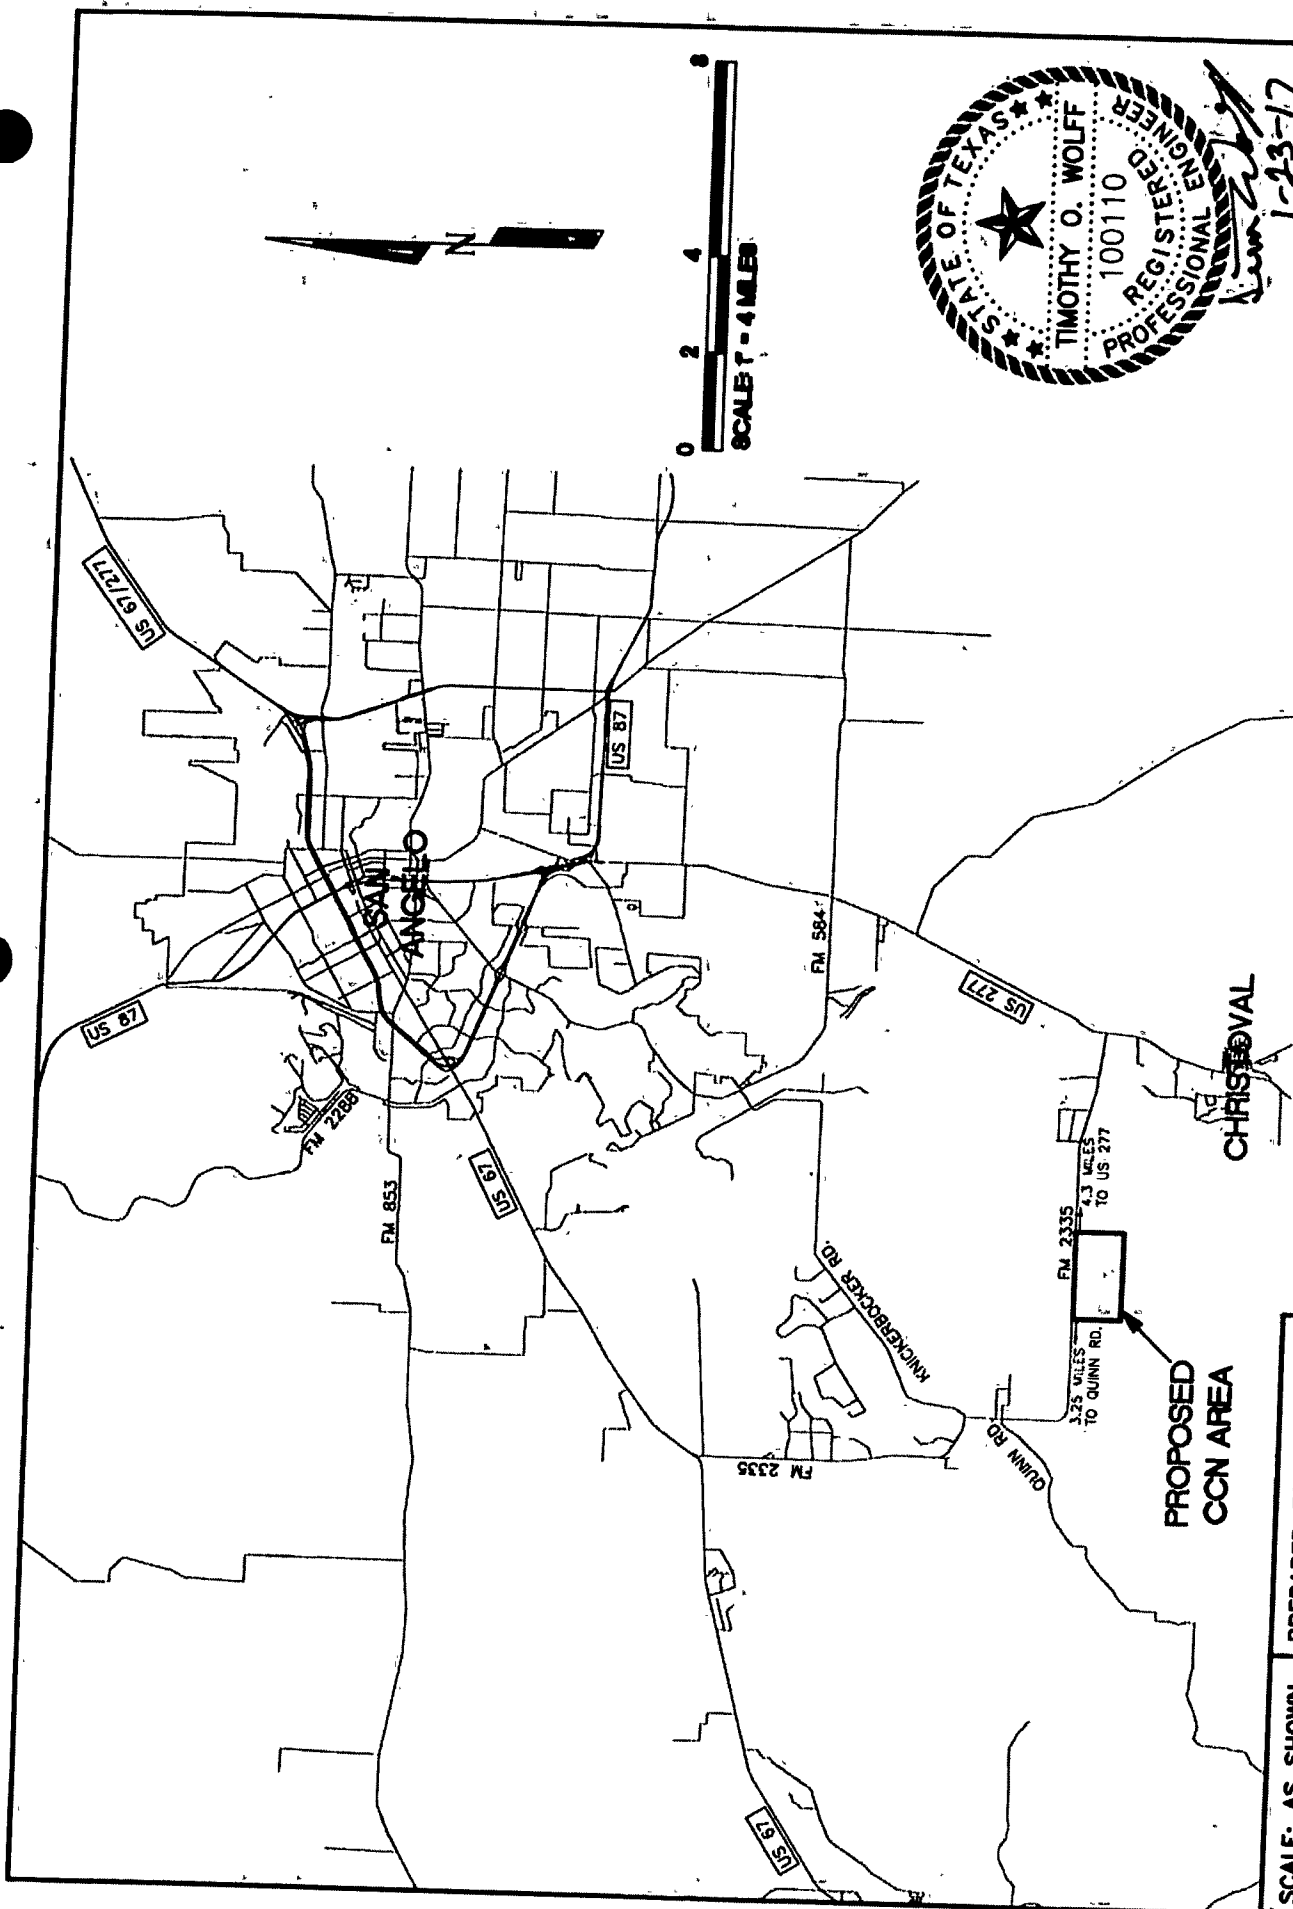 US 67/277
US 87
SAN
ANGELO
FM 2288
FM 853
US 67
US 87
FM 584
US 277
KNICKERBOCKER RD.
FM 2335
QUINN RD
FM 2335
4.3 MILES
TO US 277
3.25 MILES
TO QUINN RD.
CHRISTOVAL
PROPOSED
CCN AREA
US 67
N
0 2 4 8
STATE OF TEXAS
TIMOTHY O. WOLFF
100110
REGISTERED
PROFESSIONAL ENGINEER
1-23-17
SCALE: AS SHOWN